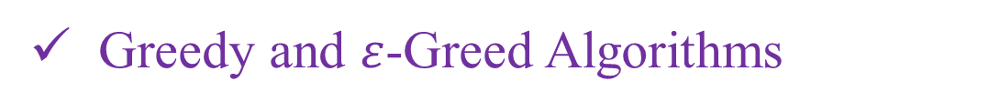 ✓ Greedy and ε-Greed Algorithms